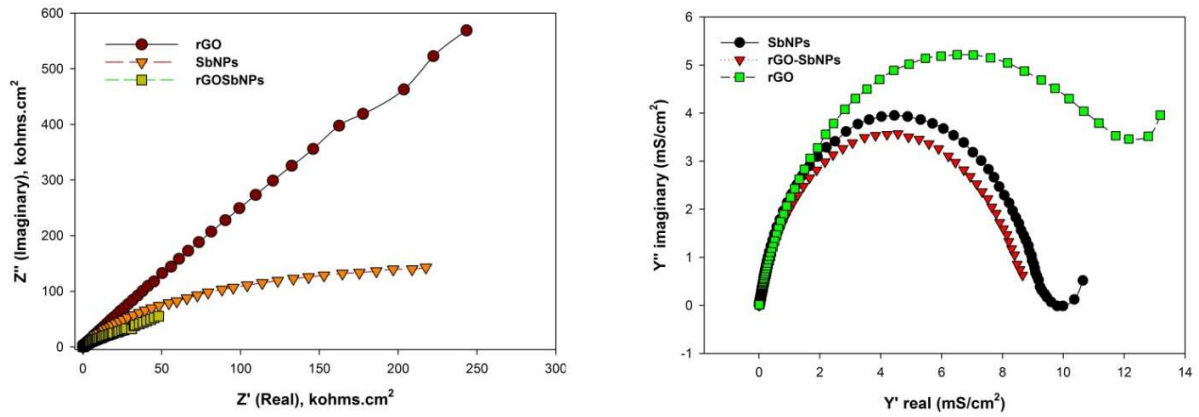 600
500
400
300
200
100
0
Z'' (Imaginary), kohms.cm²
rGO
SbNPs
rGOSbNPs
0 50 100 150 200 250 300
Z' (Real), kohms.cm²
6
5
4
3
2
1
0
-1
Y'' imaginary (mS/cm²)
SbNPs
rGO-SbNPs
rGO
0 2 4 6 8 10 12 14
Y' real (mS/cm²)